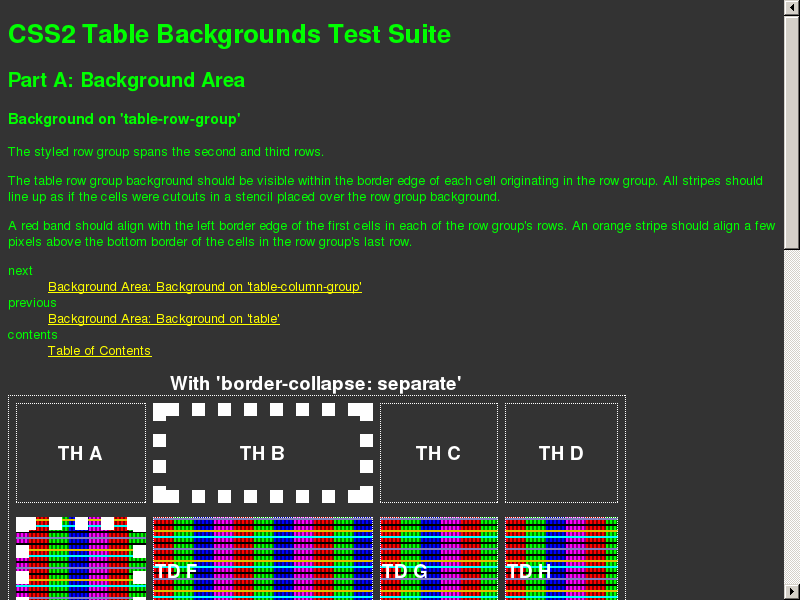 CSS2 Table Backgrounds Test Suite
Part A: Background Area
Background on 'table-row-group'
The styled row group spans the second and third rows.
The table row group background should be visible within the border edge of each cell originating in the row group. All stripes should
line up as if the cells were cutouts in a stencil placed over the row group background.
A red band should align with the left border edge of the first cells in each of the row group's rows. An orange stripe should align a few
pixels above the bottom border of the cells in the row group's last row.
next
Background Area: Background on 'table-column-group'
previous
Background Area: Background on 'table'
contents
Table of Contents
With 'border-collapse: separate'
TH A TH B TH C TH D
TD F TD G TD H